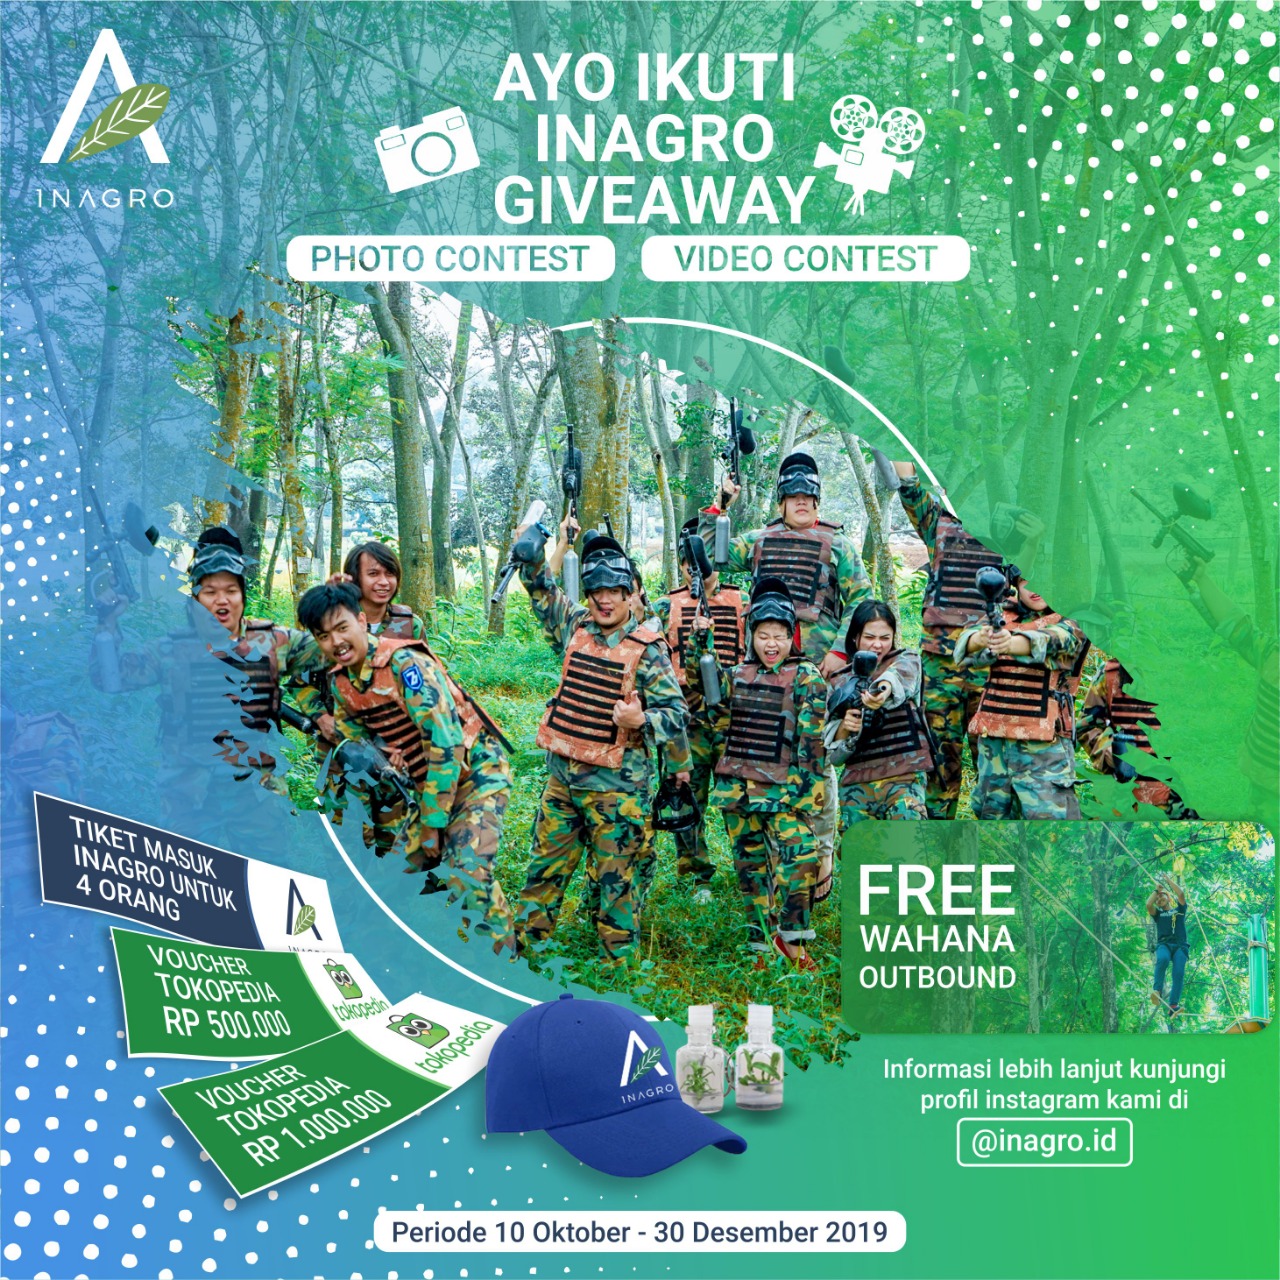 INAGRO
AYO IKUTI
INAGRO
GIVEAWAY
PHOTO CONTEST
VIDEO CONTEST
TIKET MASUK
INAGRO UNTUK
4 ORANG
VOUCHER
TOKOPEDIA
RP 500.000
tokopedia
VOUCHER
TOKOPEDIA
RP 1.000.000
tokopedia
INAGRO
FREE
WAHANA
OUTBOUND
Informasi lebih lanjut kunjungi
profil instagram kami di
@inagro.id
Periode 10 Oktober - 30 Desember 2019